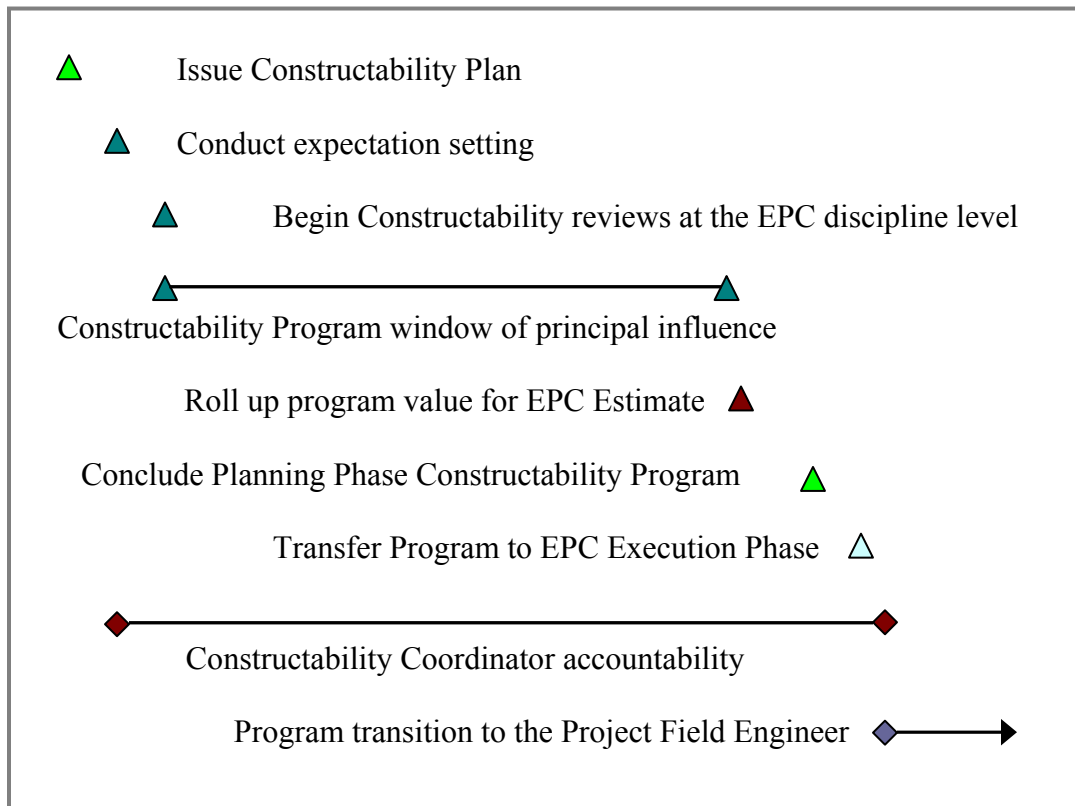 Issue Constructability Plan
Conduct expectation setting
Begin Constructability reviews at the EPC discipline level
Constructability Program window of principal influence
Roll up program value for EPC Estimate
Conclude Planning Phase Constructability Program
Transfer Program to EPC Execution Phase
Constructability Coordinator accountability
Program transition to the Project Field Engineer